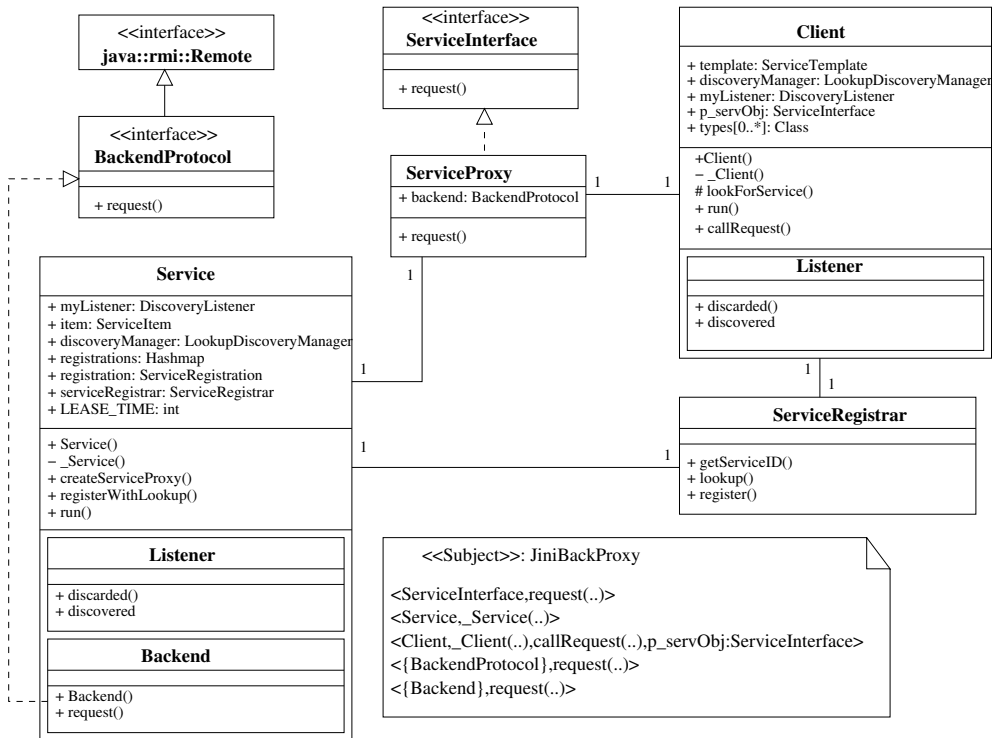 <<interface>>
java::rmi::Remote
<<interface>>
BackendProtocol
+ request()
<<interface>>
ServiceInterface
+ request()
ServiceProxy
+ backend: BackendProtocol
+ request()
1
1
1
Client
+ template: ServiceTemplate
+ discoveryManager: LookupDiscoveryManager
+ myListener: DiscoveryListener
+ p_servObj: ServiceInterface
+ types[0..*]: Class
+Client()
− _Client()
# lookForService()
+ run()
+ callRequest()
Listener
+ discarded()
+ discovered
1
1
Service
+ myListener: DiscoveryListener
+ item: ServiceItem
+ discoveryManager: LookupDiscoveryManager
+ registrations: Hashmap
+ registration: ServiceRegistration
+ serviceRegistrar: ServiceRegistrar
+ LEASE_TIME: int
+ Service()
− _Service()
+ createServiceProxy()
+ registerWithLookup()
+ run()
1
1
1
Listener
+ discarded()
+ discovered
Backend
+ Backend()
+ request()
ServiceRegistrar
+ getServiceID()
+ lookup()
+ register()
<<Subject>>: JiniBackProxy
<ServiceInterface,request(..)>
<Service,_Service(..)>
<Client,_Client(..),callRequest(..),p_servObj:ServiceInterface>
<{BackendProtocol},request(..)>
<{Backend},request(..)>